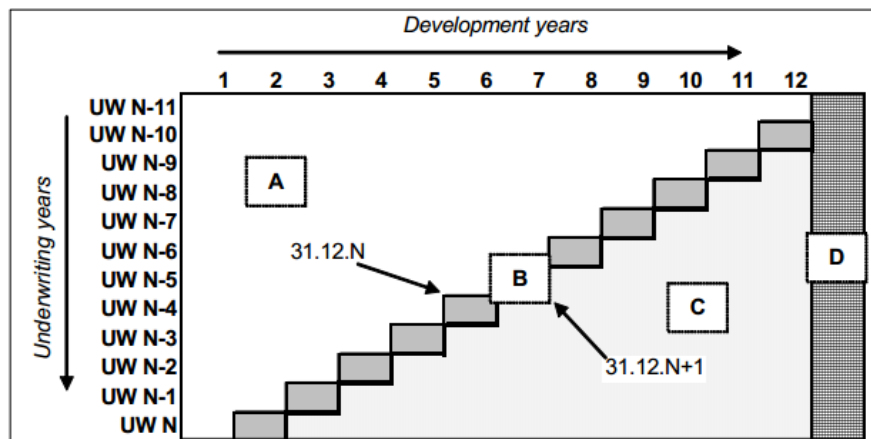 Development years
1 2 3 4 5 6 7 8 9 10 11 12
Underwriting years
UW N-11
UW N-10
UW N-9
A
UW N-8
UW N-7
UW N-6
31.12.N
D
UW N-5
B
UW N-4
C
UW N-3
31.12.N+1
UW N-2
UW N-1
UW N